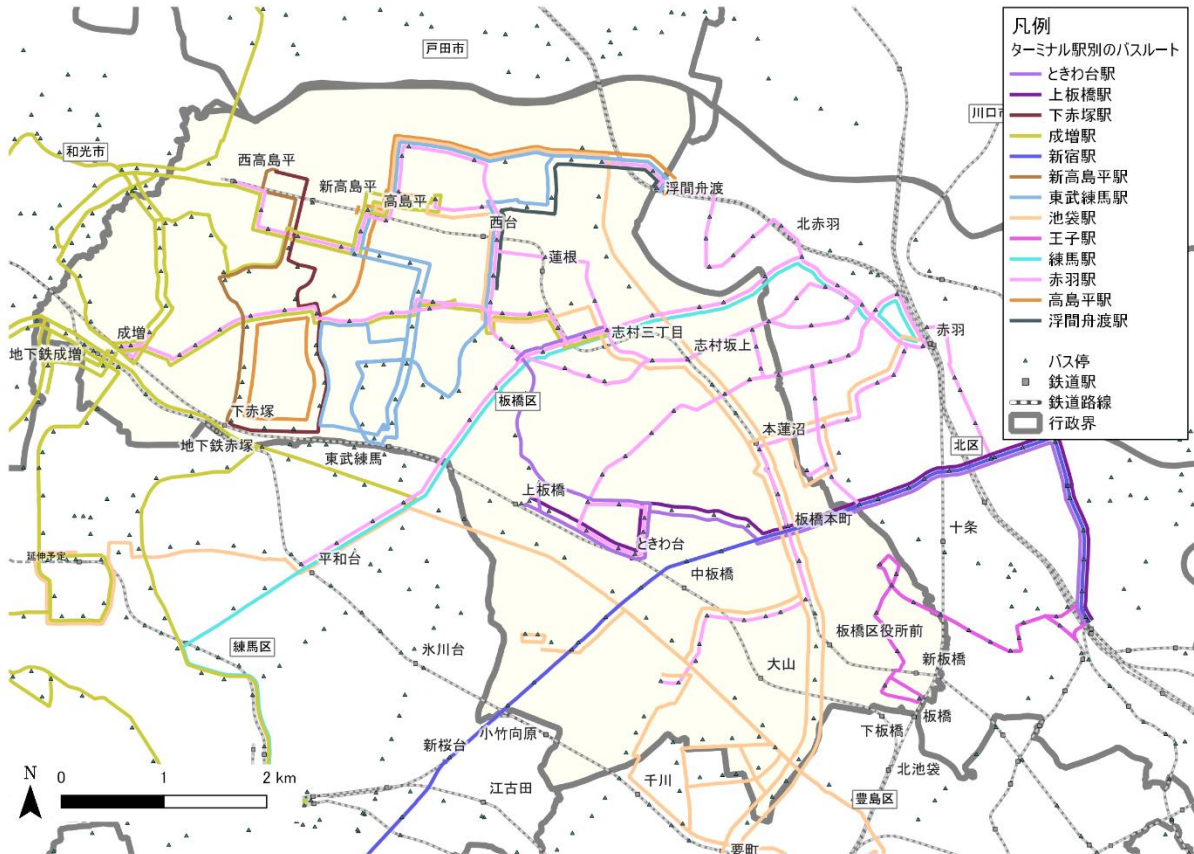 戸田市
凡例
ターミナル駅別のバスルート
ときわ台駅
上板橋駅
下赤塚駅
成増駅
新宿駅
新高島平駅
東武練馬駅
池袋駅
王子駅
練馬駅
赤羽駅
高島平駅
浮間舟渡駅
バス停
鉄道駅
鉄道路線
行政界
川口市
和光市
西高島平
新高島平
高島平
浮間舟渡
西台
北赤羽
蓮根
成増
地下鉄成増
志村三丁目
志村坂上
赤羽
板橋区
下赤塚
地下鉄赤塚
東武練馬
本蓮沼
北区
上板橋
板橋本町
十条
ときわ台
延伸予定
平和台
中板橋
練馬区
氷川台
板橋区役所前
大山
新板橋
板橋
下板橋
小竹向原
新桜台
北池袋
千川
江古田
豊島区
要町
N
0 1 2 km